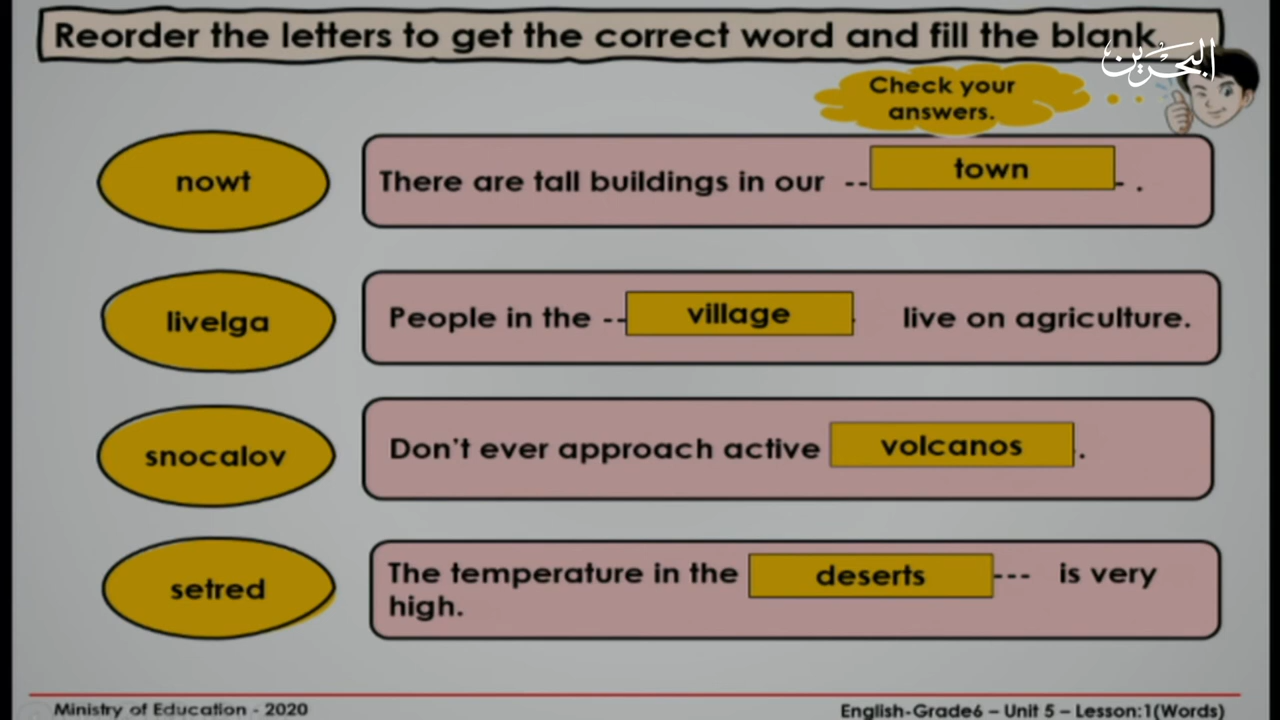 Reorder the letters to get the correct word and fill the blank.
البحرين
Check your
answers.
nowt
There are tall buildings in our -- town - .
livelga
People in the -- village live on agriculture.
snocalov
Don't ever approach active volcanos .
setred
The temperature in the deserts --- is very
high.
Ministry of Education - 2020
English-Grade6 – Unit 5 – Lesson:1(Words)